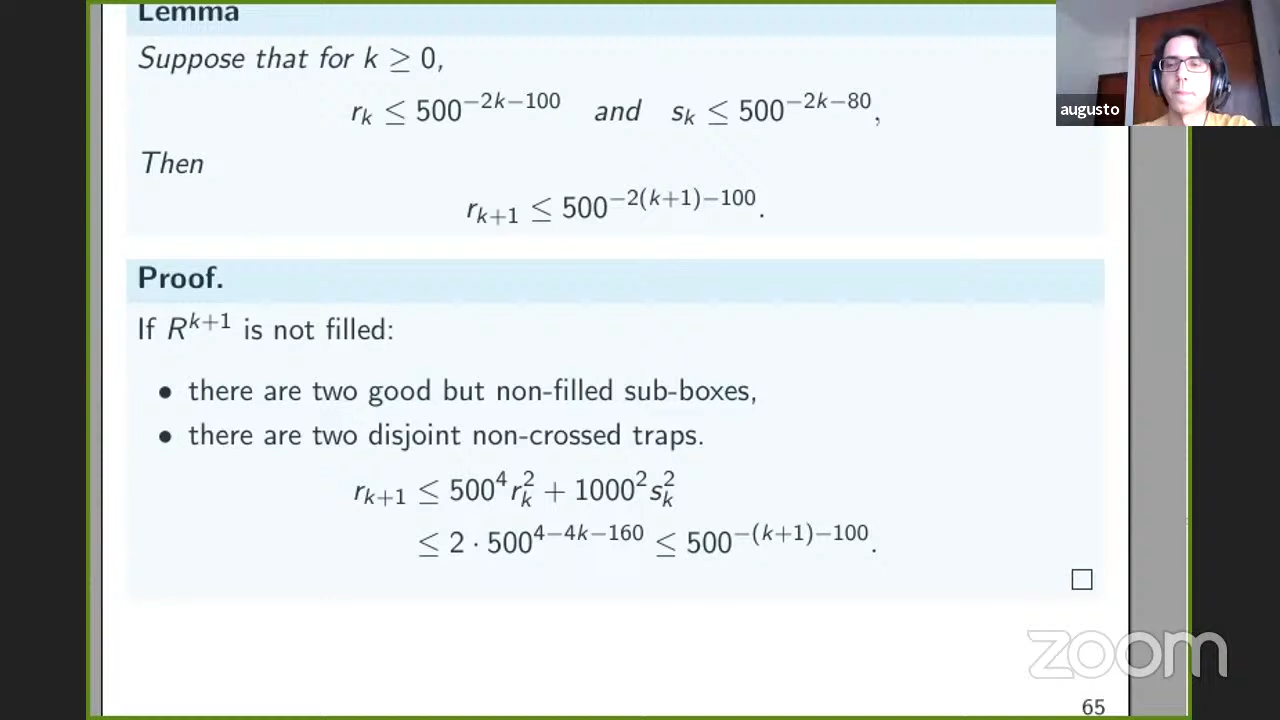 Lemma
Suppose that for k ≥ 0,
r_k ≤ 500^{−2k−100} and s_k ≤ 500^{−2k−80},
Then
r_{k+1} ≤ 500^{−2(k+1)−100}.
Proof.
If R^{k+1} is not filled:
• there are two good but non-filled sub-boxes,
• there are two disjoint non-crossed traps.
r_{k+1} ≤ 500^4 r_k^2 + 1000^2 s_k^2
≤ 2 · 500^{4−4k−160} ≤ 500^{−(k+1)−100}.
□
augusto
zoom
65